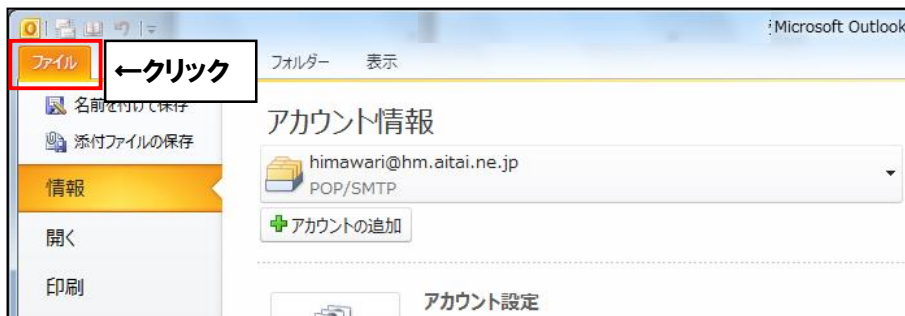 Microsoft Outlook
ファイル
←クリック
フォルダー 表示
名前を付けて保存
添付ファイルの保存
情報
開く
印刷
アカウント情報
himawari@hm.aitai.ne.jp
POP/SMTP
アカウントの追加
アカウント設定